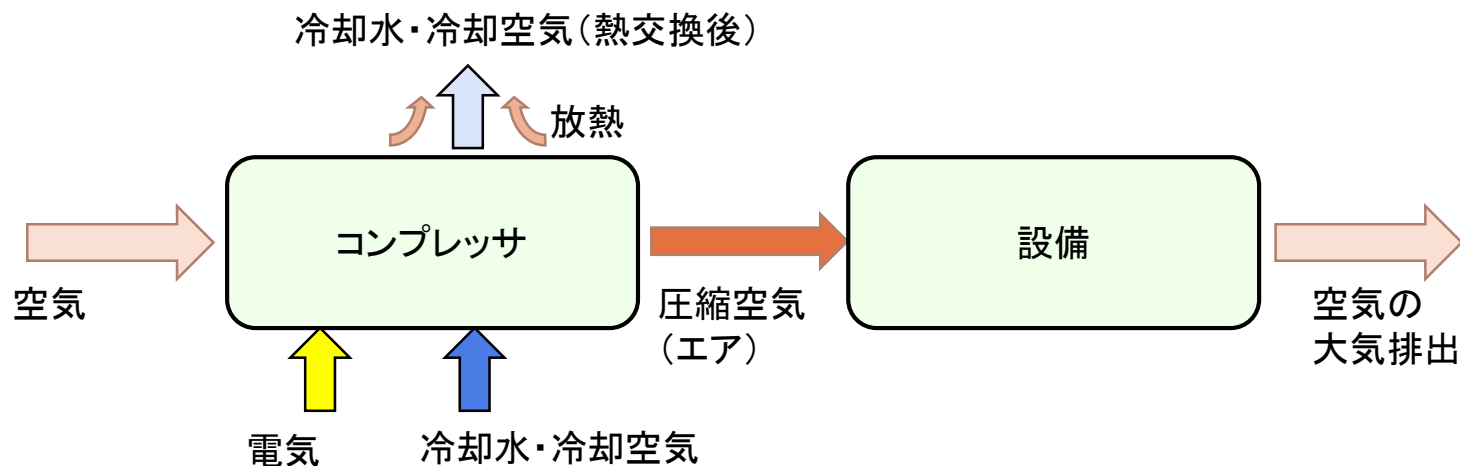 冷却水・冷却空気（熱交換後）
放熱
コンプレッサ
設備
空気
圧縮空気
（エア）
空気の
大気排出
電気
冷却水・冷却空気